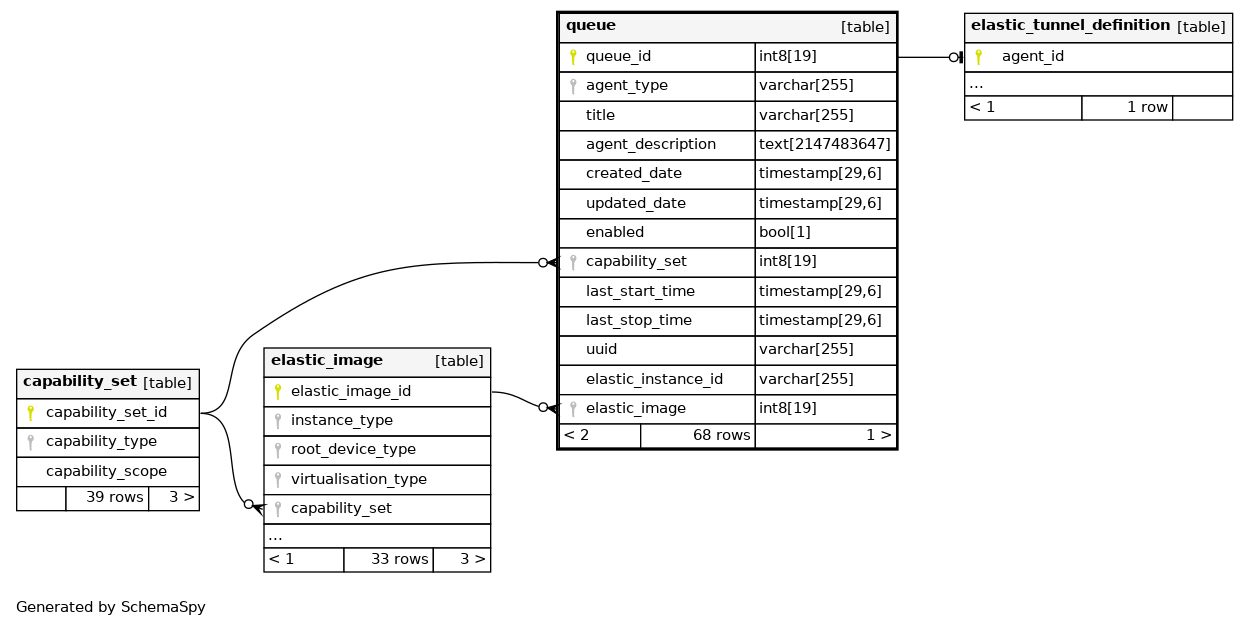 queue [table]
queue_id int8[19]
agent_type varchar[255]
title varchar[255]
agent_description text[2147483647]
created_date timestamp[29,6]
updated_date timestamp[29,6]
enabled bool[1]
capability_set int8[19]
last_start_time timestamp[29,6]
last_stop_time timestamp[29,6]
uuid varchar[255]
elastic_instance_id varchar[255]
elastic_image int8[19]
< 2 68 rows 1 >
elastic_tunnel_definition [table]
agent_id
...
< 1 1 row
capability_set [table]
capability_set_id
capability_type
capability_scope
39 rows 3 >
elastic_image [table]
elastic_image_id
instance_type
root_device_type
virtualisation_type
capability_set
...
< 1 33 rows 3 >
Generated by SchemaSpy